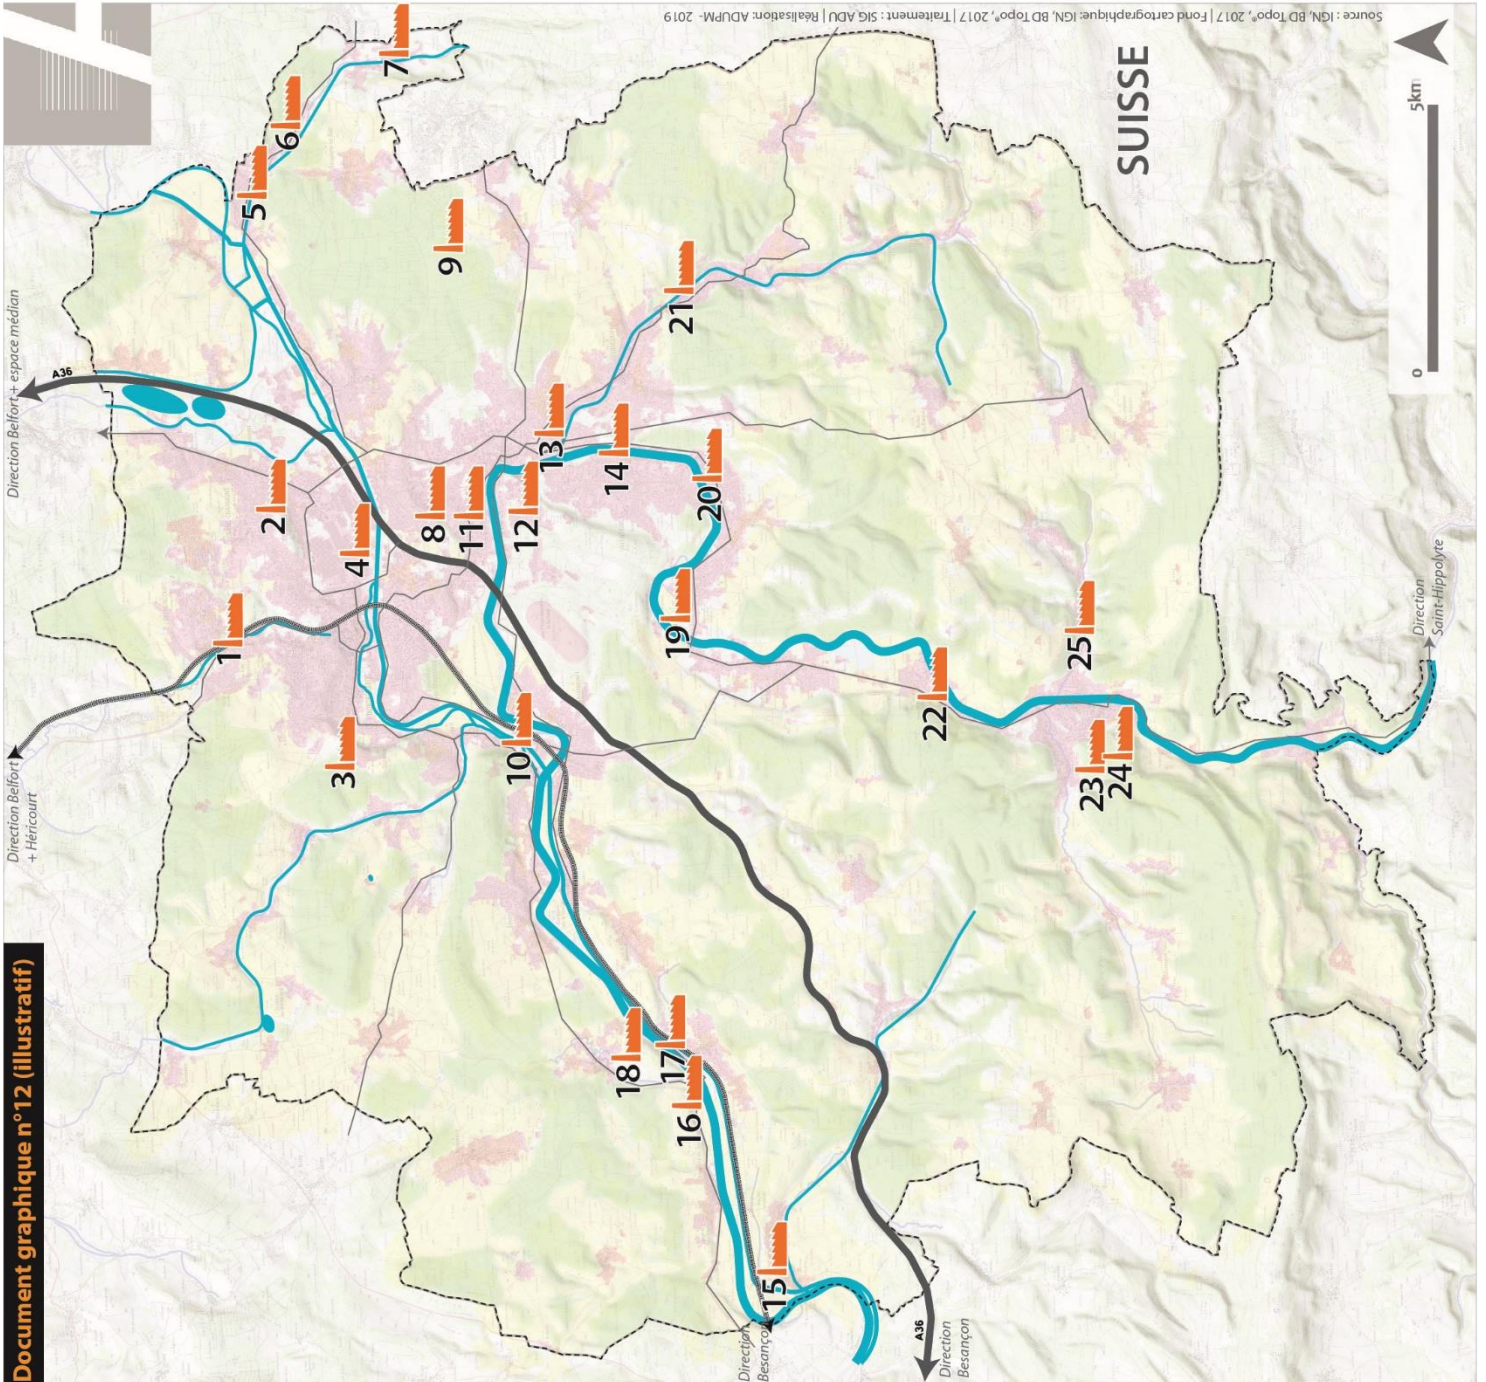 Document graphique n°12 (illustratif)
Direction Belfort
+ Héricourt
Direction Belfort + espace médian
A36
Source : IGN, BD Topo®, 2017 | Fond cartographique: IGN, BD Topo®, 2017 | Traitement : SIG ADU | Réalisation: ADUPM- 2019
SUISSE
0
5km
1
2
3
4
5
6
7
8
9
10
11
12
13
14
15
16
17
18
19
20
21
22
23
24
25
Direction
Besançon
A36
Direction
Besançon
Direction
Saint-Hippolyte